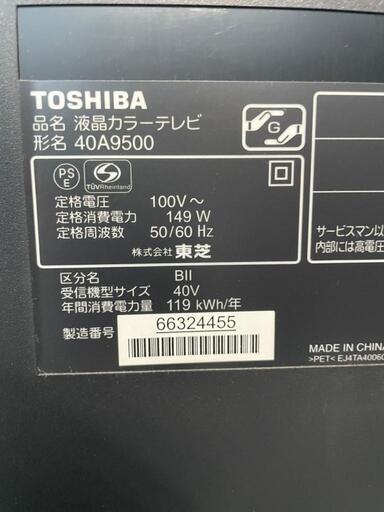 TOSHIBA
品名 液晶カラーテレビ
形名 40A9500
G
PS
E
TÜVRheinland
定格電圧 100V～
定格消費電力 149 W
定格周波数 50/60 Hz
株式会社 東芝
サービスマン以
内部には高電圧
区分名 BII
受信機型サイズ 40V
年間消費電力量 119 kWh/年
製造番号 66324455
MADE IN CHINA
>PET< EJ4TA4006